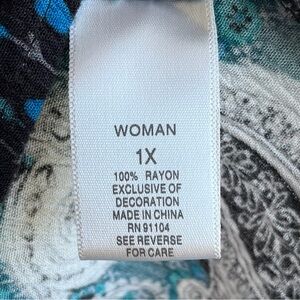 WOMAN
1X
100% RAYON
EXCLUSIVE OF
DECORATION
MADE IN CHINA
RN 91104
SEE REVERSE
FOR CARE